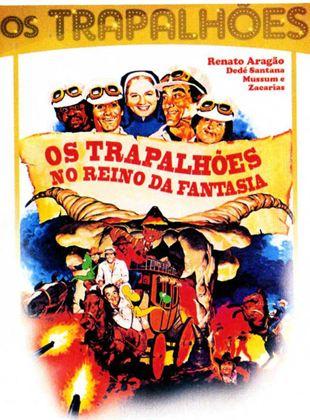 OS TRAPALHÕES
Renato Aragão
Dedé Santana
Mussum e
Zacarias
OS TRAPALHÕES
NO REINO DA FANTASIA